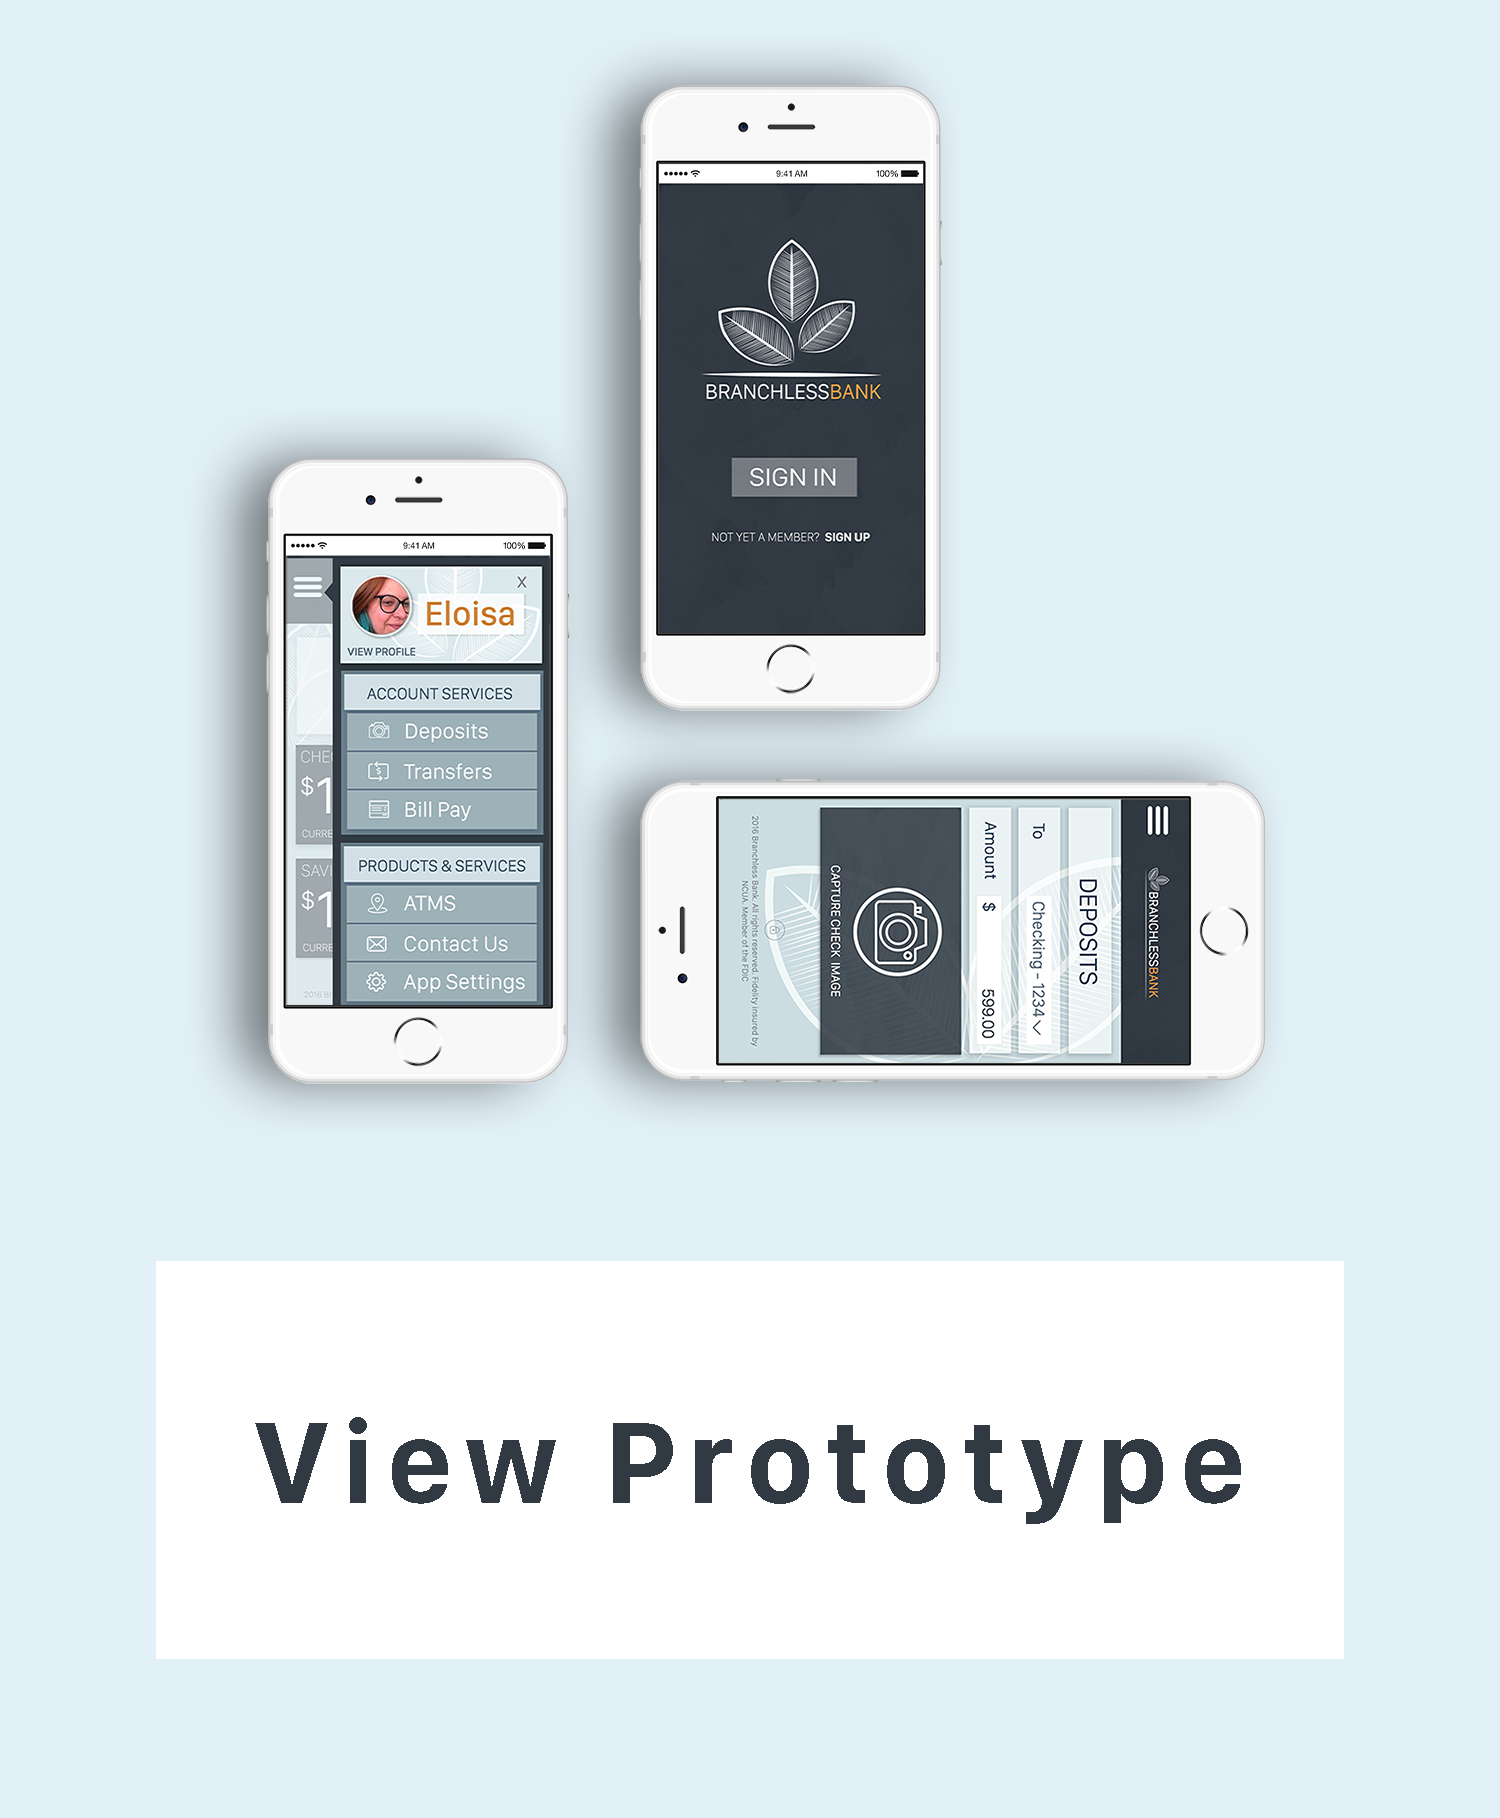 9:41 AM 100%
BRANCHLESSBANK
SIGN IN
NOT YET A MEMBER? SIGN UP
9:41 AM 100%
X
Eloisa
VIEW PROFILE
ACCOUNT SERVICES
Deposits
Transfers
Bill Pay
PRODUCTS & SERVICES
ATMS
Contact Us
App Settings
CHE
$1
CURRE
SAVI
$1
CURRE
2016 B
BRANCHLESSBANK
DEPOSITS
To Checking - 1234
Amount $ 599.00
CAPTURE CHECK IMAGE
2016 Branchless Bank. All rights reserved. Fidelity insured by
NCUA. Member of the FDIC
View Prototype